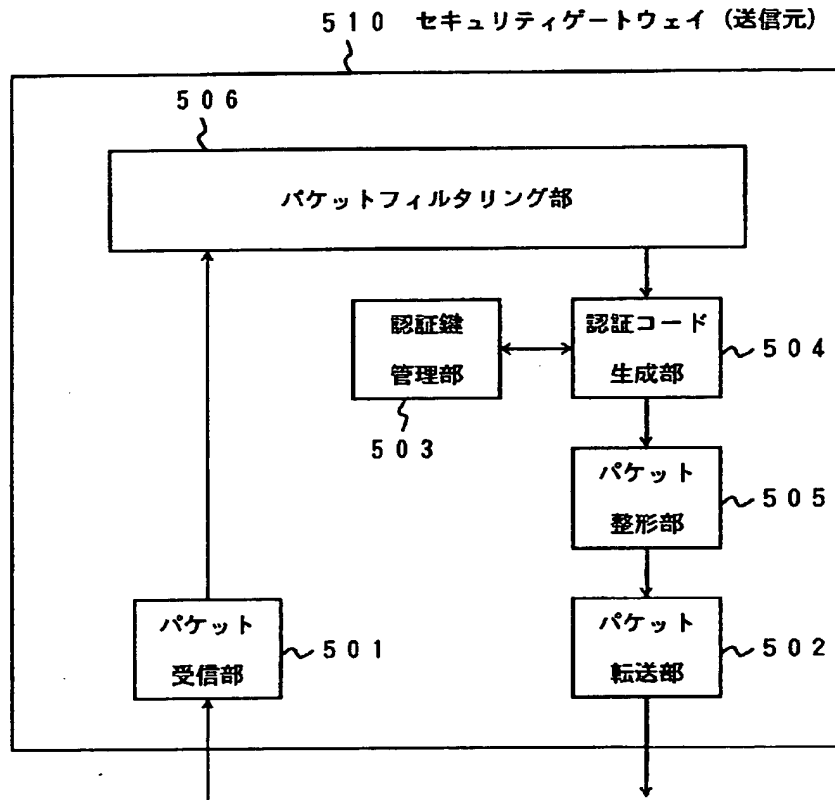 ５１０ セキュリティゲートウェイ（送信元）
５０６
パケットフィルタリング部
認証鍵
管理部
５０３
認証コード
生成部
５０４
パケット
整形部
５０５
パケット
受信部
５０１
パケット
転送部
５０２